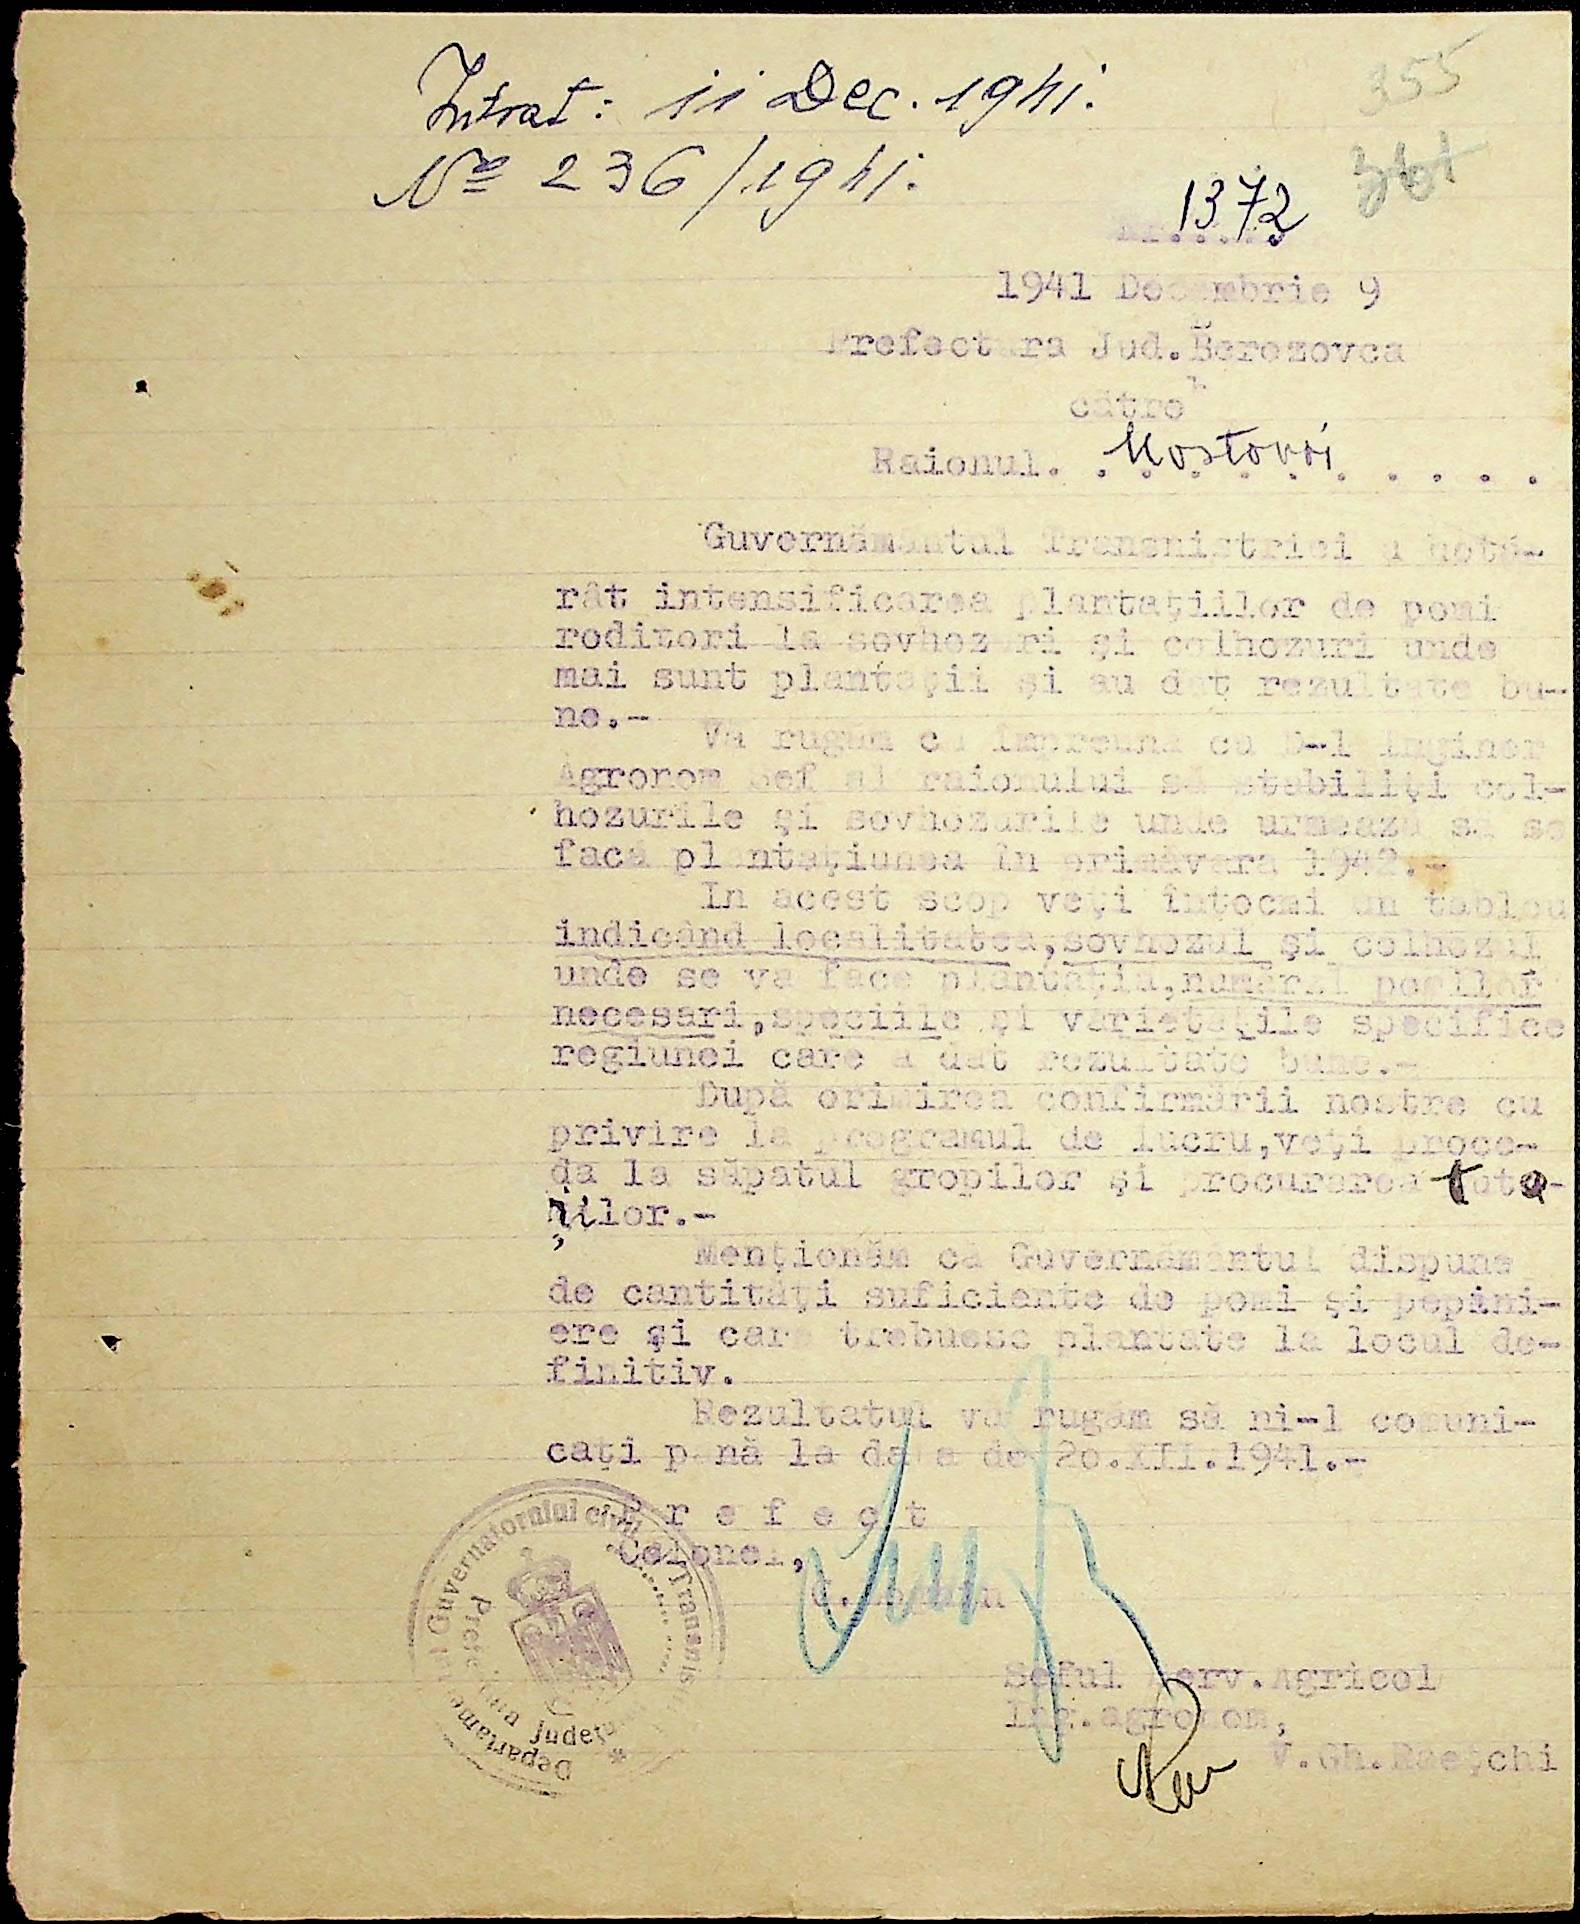 Intrat: 11 Dec. 1941.
355
№ 236/1941.
Nr. 1372
1941 Decembrie 9
Prefectura Jud. Berezovca
către
Raionul. Mostovoi
Guvernământul Transnistriei a hotă-
rât intensificarea plantațiilor de pomi
roditori la sovhozuri și colhozuri unde
mai sunt plantații și au dat rezultate bu-
ne.-
Vă rugăm ca împreună cu D-l inginer
Agronom Șef al raionului să stabiliți col-
hozurile și sovhozurile unde urmează să se
facă plantațiunea în primăvara 1942.-
In acest scop veți întocmi un tablou
indicând localitatea,sovhozul și colhozul
unde se va face plantația,numărul pomilor
necesari,speciile și varietățile specifice
regiunei care a dat rezultate bune.-
După primirea confirmării nostre cu
privire la programul de lucru,veți proce-
da la săpatul gropilor și procurarea
Menționăm că Guvernământul dispune
de cantități suficiente de pomi și pepini-
ere și care trebuesc plantate la locul de-
finitiv.
Rezultatul vă rugăm să ni-l comuni-
cați până la data de 20.XII.1941.-
P r e f e c t
Colonel,
Șeful Serv.Agricol
Ing.agronom,
V.Gh.Raețchi
Guvernatorniul civil Transnis
Prefectura Județul